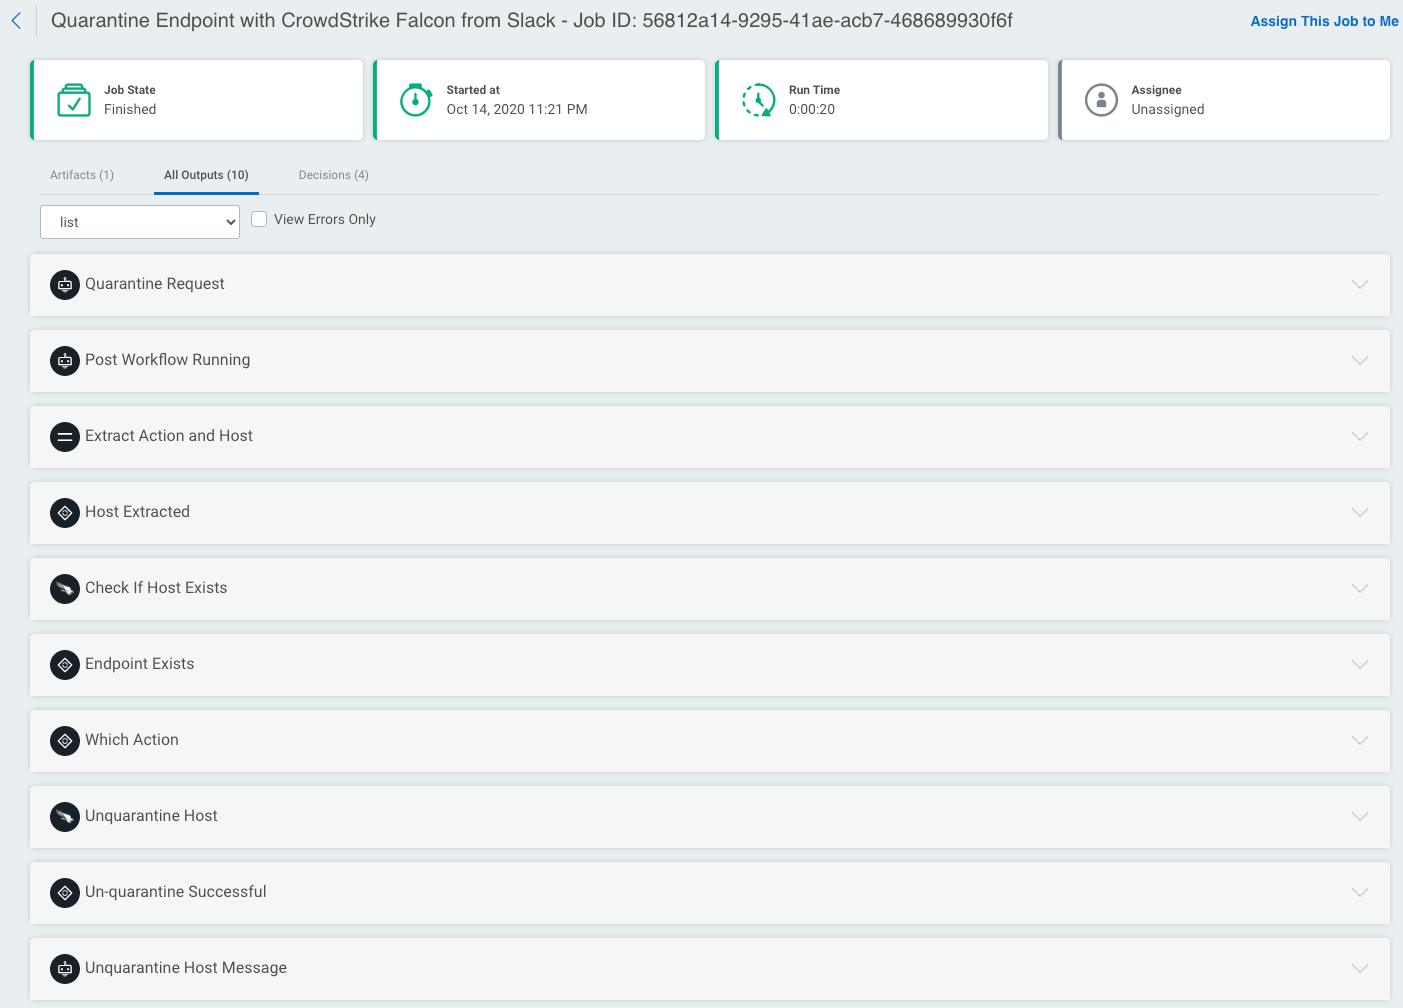 Quarantine Endpoint with CrowdStrike Falcon from Slack - Job ID: 56812a14-9295-41ae-acb7-468689930f6f
Assign This Job to Me
Job State
Finished
Started at
Oct 14, 2020 11:21 PM
Run Time
0:00:20
Assignee
Unassigned
Artifacts (1)
All Outputs (10)
Decisions (4)
list
View Errors Only
Quarantine Request
Post Workflow Running
Extract Action and Host
Host Extracted
Check If Host Exists
Endpoint Exists
Which Action
Unquarantine Host
Un-quarantine Successful
Unquarantine Host Message